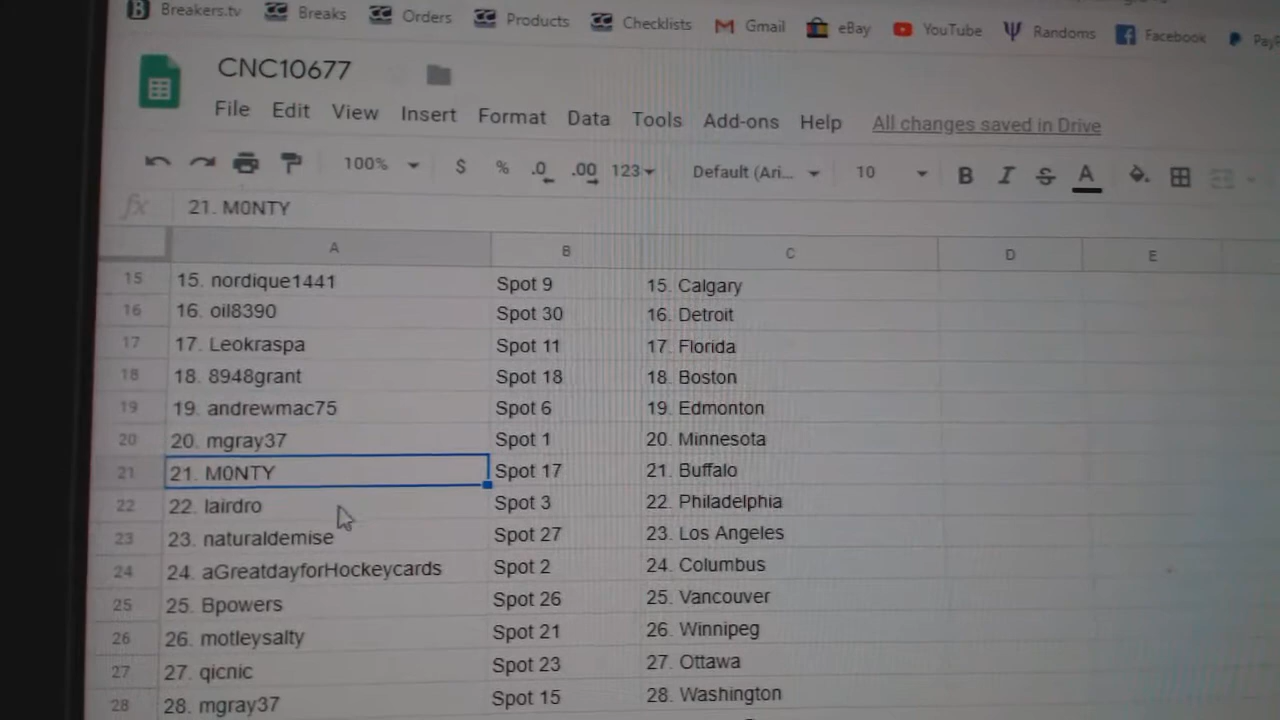 Breakers.tv Breaks Orders Products Checklists Gmail eBay YouTube Randoms Facebook
CNC10677
File Edit View Insert Format Data Tools Add-ons Help All changes saved in Drive
100% $ % .0 .00 123 Default (Ari... 10 B I S A
fx 21. M0NTY
A B C D E
15 15. nordique1441 Spot 9 15. Calgary
16 16. oil8390 Spot 30 16. Detroit
17 17. Leokraspa Spot 11 17. Florida
18 18. 8948grant Spot 18 18. Boston
19 19. andrewmac75 Spot 6 19. Edmonton
20 20. mgray37 Spot 1 20. Minnesota
21 21. M0NTY Spot 17 21. Buffalo
22 22. lairdro Spot 3 22. Philadelphia
23 23. naturaldemise Spot 27 23. Los Angeles
24 24. aGreatdayforHockeycards Spot 2 24. Columbus
25 25. Bpowers Spot 26 25. Vancouver
26 26. motleysalty Spot 21 26. Winnipeg
27 27. qicnic Spot 23 27. Ottawa
28 28. mgray37 Spot 15 28. Washington